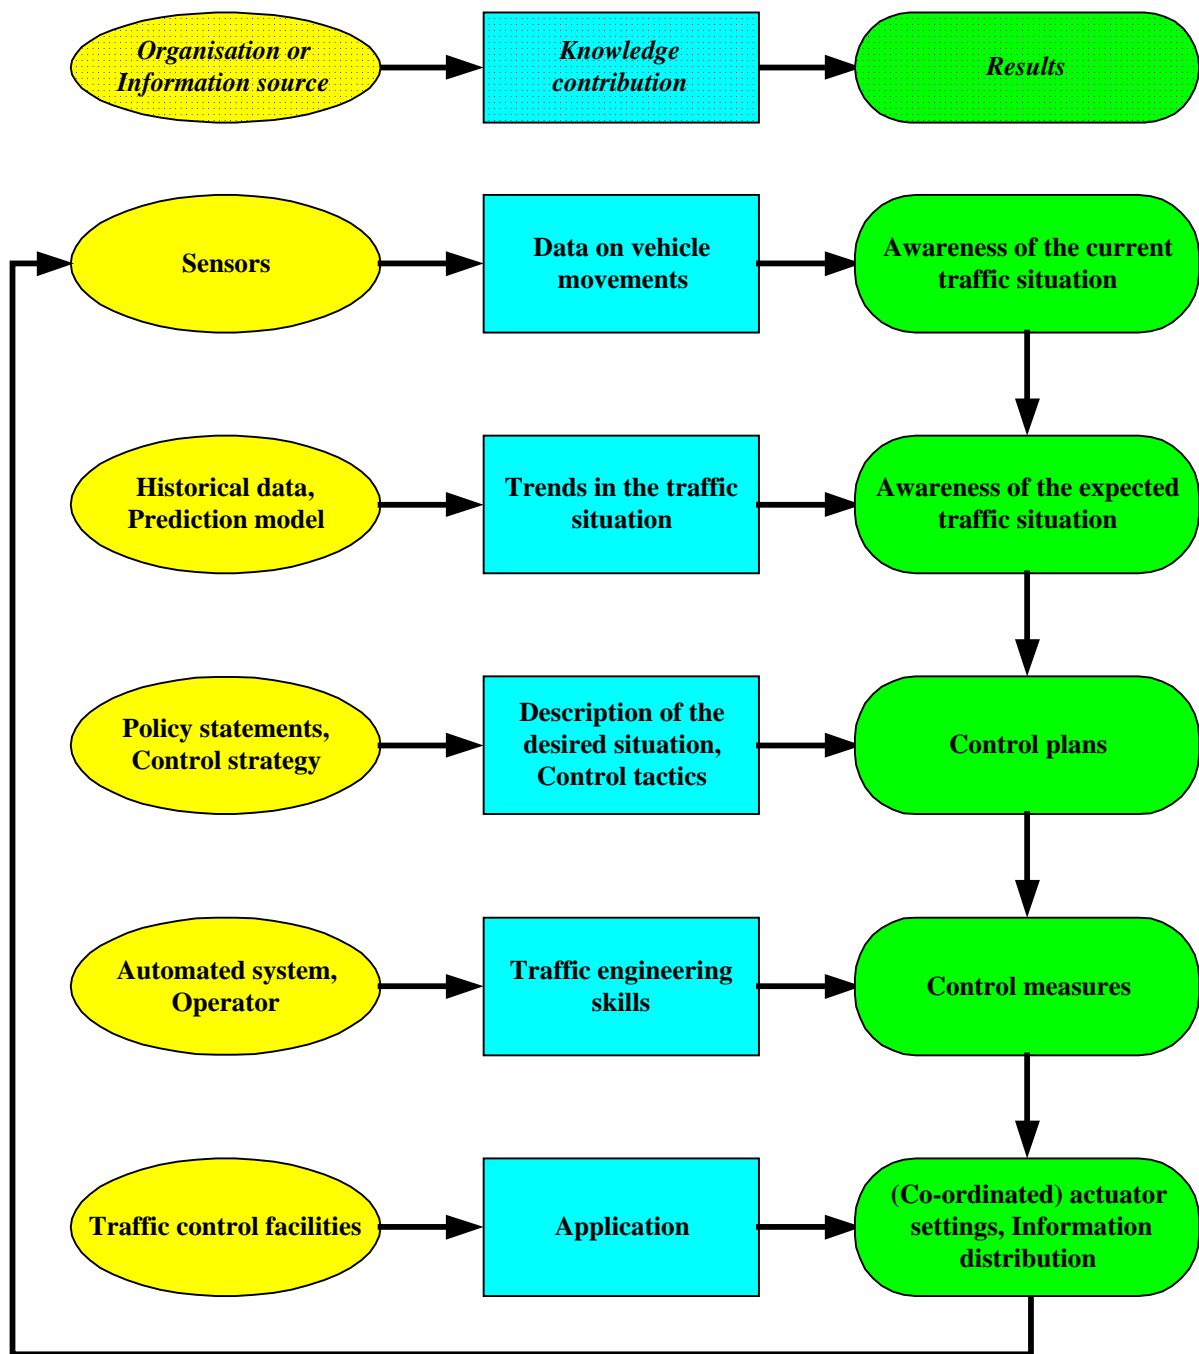 Organisation or
Information source
Knowledge
contribution
Results
Sensors
Data on vehicle
movements
Awareness of the current
traffic situation
Historical data,
Prediction model
Trends in the traffic
situation
Awareness of the expected
traffic situation
Policy statements,
Control strategy
Description of the
desired situation,
Control tactics
Control plans
Automated system,
Operator
Traffic engineering
skills
Control measures
Traffic control facilities
Application
(Co-ordinated) actuator
settings, Information
distribution